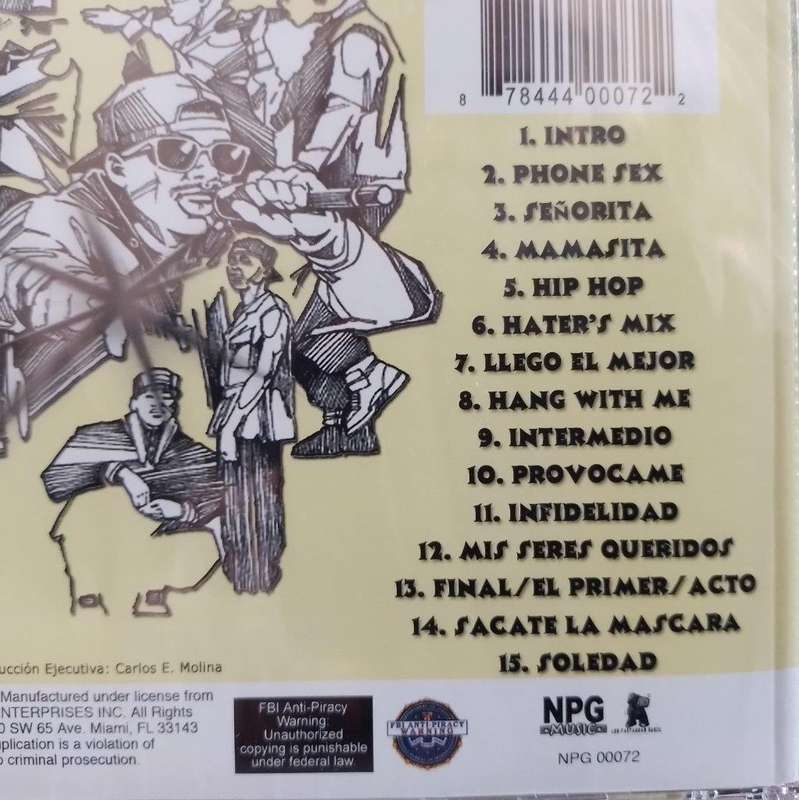 8 78444 00072 2
1. INTRO
2. PHONE SEX
3. SEÑORITA
4. MAMASITA
5. HIP HOP
6. HATER'S MIX
7. LLEGO EL MEJOR
8. HANG WITH ME
9. INTERMEDIO
10. PROVOCAME
11. INFIDELIDAD
12. MIS SERES QUERIDOS
13. FINAL/EL PRIMER/ACTO
14. SACATE LA MASCARA
15. SOLEDAD
ucción Ejecutiva: Carlos E. Molina
Manufactured under license from
ENTERPRISES INC. All Rights
0 SW 65 Ave. Miami, FL 33143
plication is a violation of
o criminal prosecution.
FBI Anti-Piracy
Warning:
Unauthorized
copying is punishable
under federal law
FBI ANTI-PIRACY
WARNING
NPG
MUSIC
NPG 00072